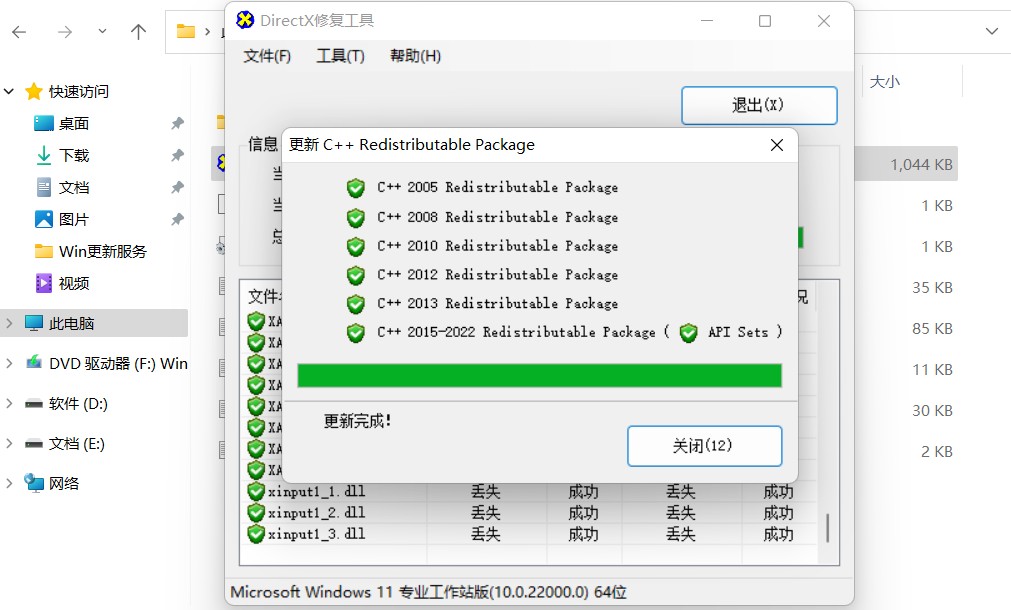 DirectX修复工具
文件(F) 工具(T) 帮助(H)
大小
快速访问
桌面
下载
文档
图片
Win更新服务
视频
此电脑
DVD 驱动器 (F:) Win
软件 (D:)
文档 (E:)
网络
退出(X)
信息
更新 C++ Redistributable Package
C++ 2005 Redistributable Package
C++ 2008 Redistributable Package
C++ 2010 Redistributable Package
C++ 2012 Redistributable Package
C++ 2013 Redistributable Package
C++ 2015-2022 Redistributable Package ( API Sets )
更新完成!
关闭(12)
XA
XA
XA
XA
XA
XA
XA
XA
xinput1_1.dll 丢失 成功 丢失 成功
xinput1_2.dll 丢失 成功 丢失 成功
xinput1_3.dll 丢失 成功 丢失 成功
Microsoft Windows 11 专业工作站版(10.0.22000.0) 64位
1,044 KB
1 KB
1 KB
35 KB
85 KB
11 KB
30 KB
2 KB